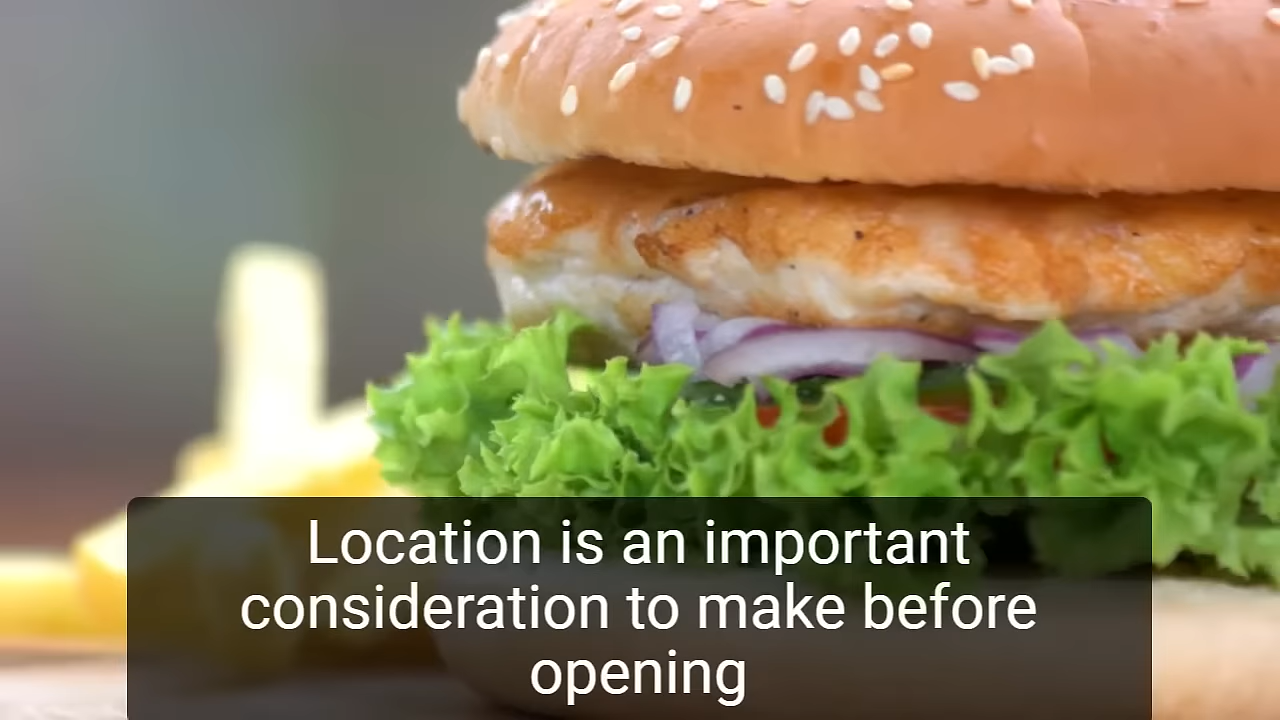 Location is an important
consideration to make before
opening